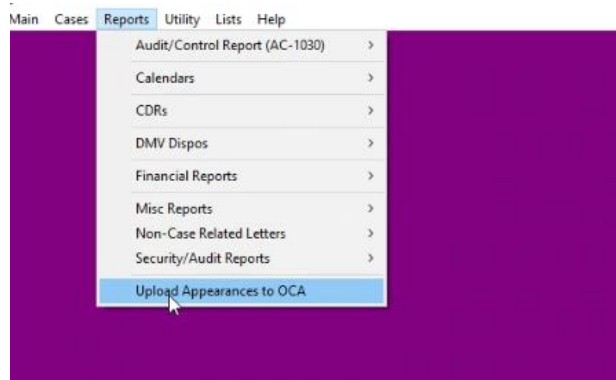 Main Cases Reports Utility Lists Help
Audit/Control Report (AC-1030)
Calendars
CDRs
DMV Dispos
Financial Reports
Misc Reports
Non-Case Related Letters
Security/Audit Reports
Upload Appearances to OCA